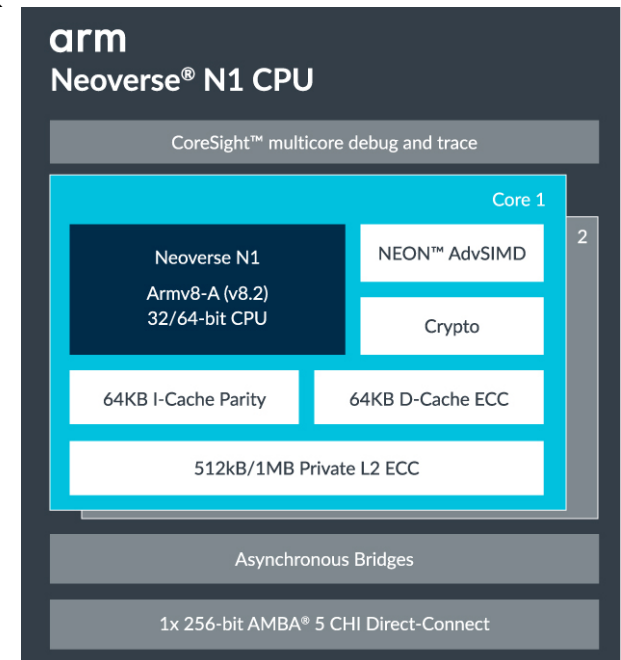 arm
Neoverse® N1 CPU
CoreSight™ multicore debug and trace
Core 1
2
Neoverse N1
Armv8-A (v8.2)
32/64-bit CPU
NEON™ AdvSIMD
Crypto
64KB I-Cache Parity
64KB D-Cache ECC
512kB/1MB Private L2 ECC
Asynchronous Bridges
1x 256-bit AMBA® 5 CHI Direct-Connect